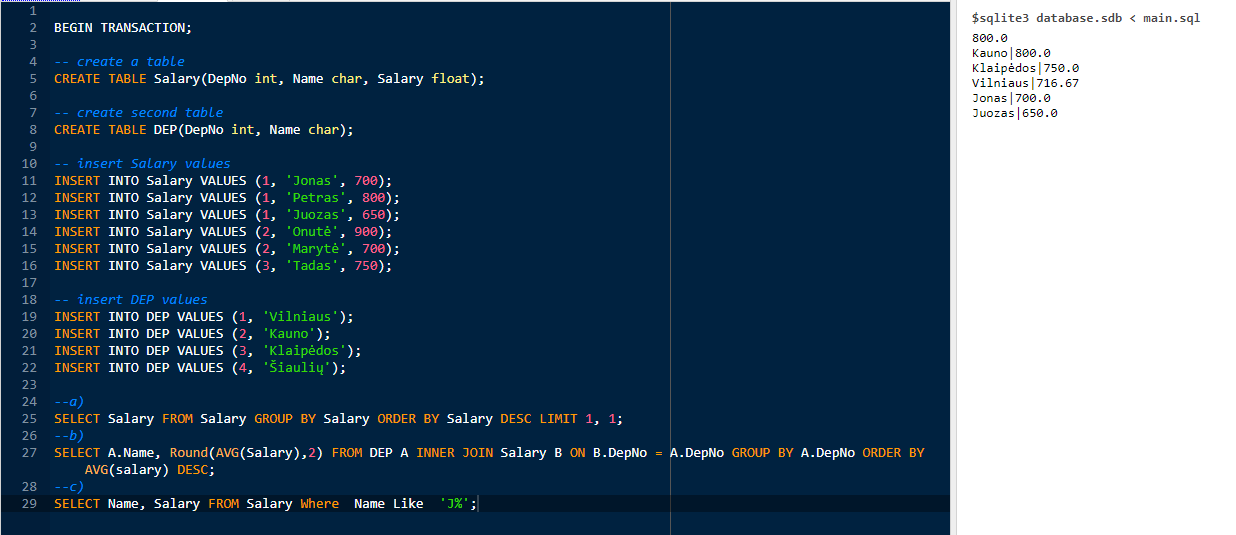 1
2 BEGIN TRANSACTION;
3
4 -- create a table
5 CREATE TABLE Salary(DepNo int, Name char, Salary float);
6
7 -- create second table
8 CREATE TABLE DEP(DepNo int, Name char);
9
10 -- insert Salary values
11 INSERT INTO Salary VALUES (1, 'Jonas', 700);
12 INSERT INTO Salary VALUES (1, 'Petras', 800);
13 INSERT INTO Salary VALUES (1, 'Juozas', 650);
14 INSERT INTO Salary VALUES (2, 'Onutė', 900);
15 INSERT INTO Salary VALUES (2, 'Marytė', 700);
16 INSERT INTO Salary VALUES (3, 'Tadas', 750);
17
18 -- insert DEP values
19 INSERT INTO DEP VALUES (1, 'Vilniaus');
20 INSERT INTO DEP VALUES (2, 'Kauno');
21 INSERT INTO DEP VALUES (3, 'Klaipėdos');
22 INSERT INTO DEP VALUES (4, 'Šiaulių');
23
24 --a)
25 SELECT Salary FROM Salary GROUP BY Salary ORDER BY Salary DESC LIMIT 1, 1;
26 --b)
27 SELECT A.Name, Round(AVG(Salary),2) FROM DEP A INNER JOIN Salary B ON B.DepNo = A.DepNo GROUP BY A.DepNo ORDER BY
AVG(salary) DESC;
28 --c)
29 SELECT Name, Salary FROM Salary Where  Name Like  'J%';
$sqlite3 database.sdb < main.sql
800.0
Kauno|800.0
Klaipėdos|750.0
Vilniaus|716.67
Jonas|700.0
Juozas|650.0